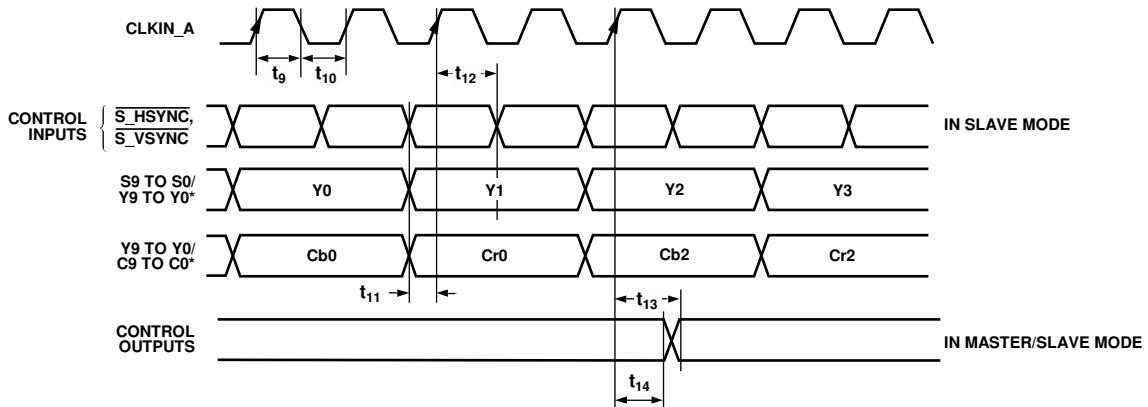 CLKIN_A
t9
t10
t12
CONTROL
INPUTS
S_HSYNC,
S_VSYNC
IN SLAVE MODE
S9 TO S0/
Y9 TO Y0*
Y0
Y1
Y2
Y3
Y9 TO Y0/
C9 TO C0*
Cb0
Cr0
Cb2
Cr2
t11
t13
CONTROL
OUTPUTS
IN MASTER/SLAVE MODE
t14